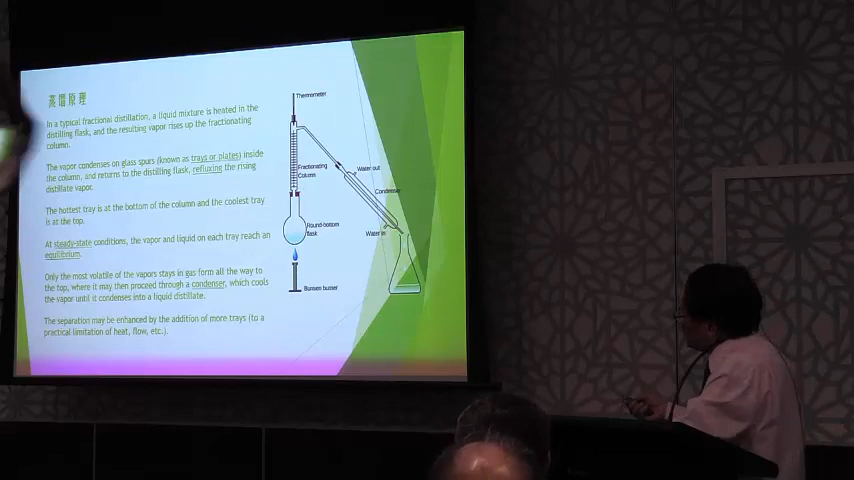 蒸馏原理
In a typical fractional distillation, a liquid mixture is heated in the
distilling flask, and the resulting vapor rises up the fractionating
column.
The vapor condenses on glass spurs (known as trays or plates) inside
the column, and returns to the distilling flask, refluxing the rising
distillate vapor.
The hottest tray is at the bottom of the column and the coolest tray
is at the top.
At steady-state conditions, the vapor and liquid on each tray reach an
equilibrium.
Only the most volatile of the vapors stays in gas form all the way to
the top, where it may then proceed through a condenser, which cools
the vapor until it condenses into a liquid distillate.
The separation may be enhanced by the addition of more trays (to a
practical limitation of heat, flow, etc.).
Thermometer
Fractionating
Column
Water out
Condenser
Round-bottom
flask
Water in
Bunsen burner